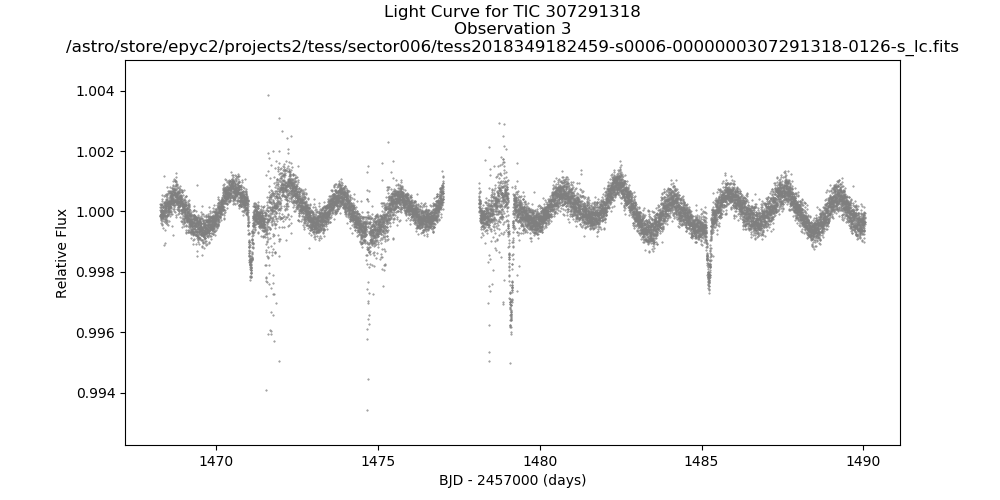 Light Curve for TIC 307291318
Observation 3
/astro/store/epyc2/projects2/tess/sector006/tess2018349182459-s0006-0000000307291318-0126-s_lc.fits
1.004
1.002
1.000
0.998
0.996
0.994
Relative Flux
1470
1475
1480
1485
1490
BJD - 2457000 (days)